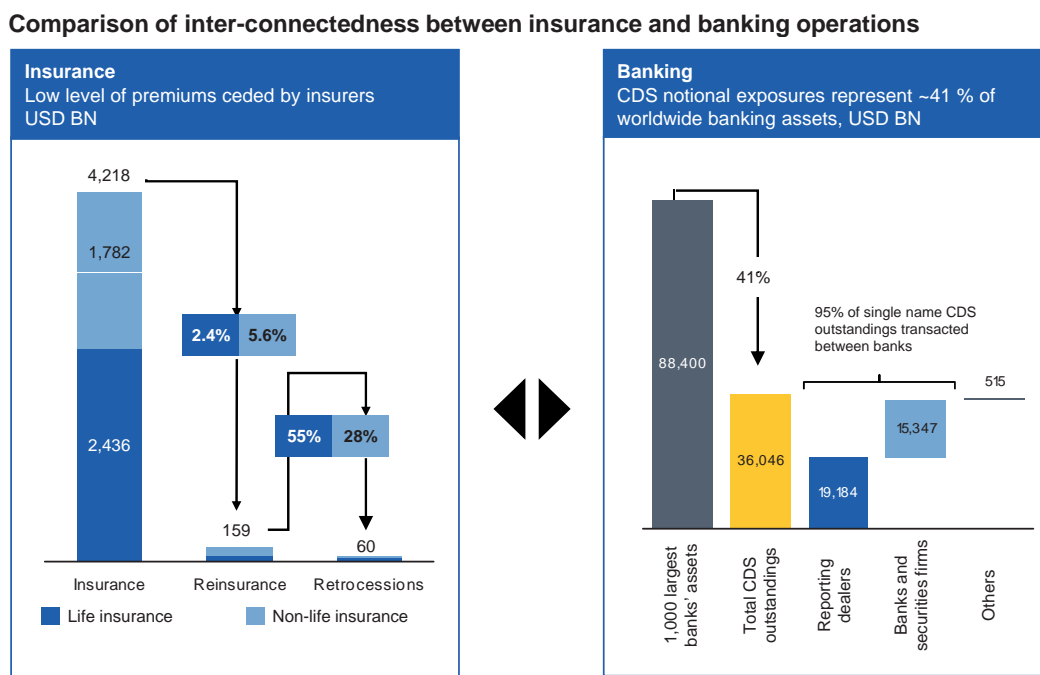 Comparison of inter-connectedness between insurance and banking operations
Insurance
Low level of premiums ceded by insurers
USD BN
4,218
1,782
2,436
2.4%
5.6%
55%
28%
159
60
Insurance
Reinsurance
Retrocessions
Life insurance
Non-life insurance
Banking
CDS notional exposures represent ~41 % of
worldwide banking assets, USD BN
41%
95% of single name CDS
outstandings transacted
between banks
88,400
36,046
19,184
15,347
515
1,000 largest
banks' assets
Total CDS
outstandings
Reporting
dealers
Banks and
securities firms
Others